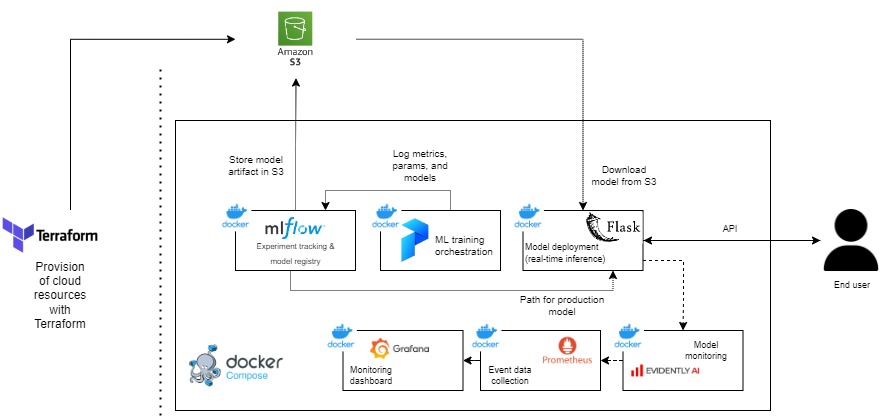 Amazon
S3
Store model
artifact in S3
Log metrics,
params, and
models
Download
model from S3
Terraform
Provision
of cloud
resources
with
Terraform
docker
mlflow
Experiment tracking &
model registry
docker
ML training
orchestration
docker
Flask
Model deployment
(real-time inference)
API
End user
Path for production
model
docker
Compose
docker
Grafana
Monitoring
dashboard
docker
Prometheus
Event data
collection
docker
Model
monitoring
EVIDENTLY AI